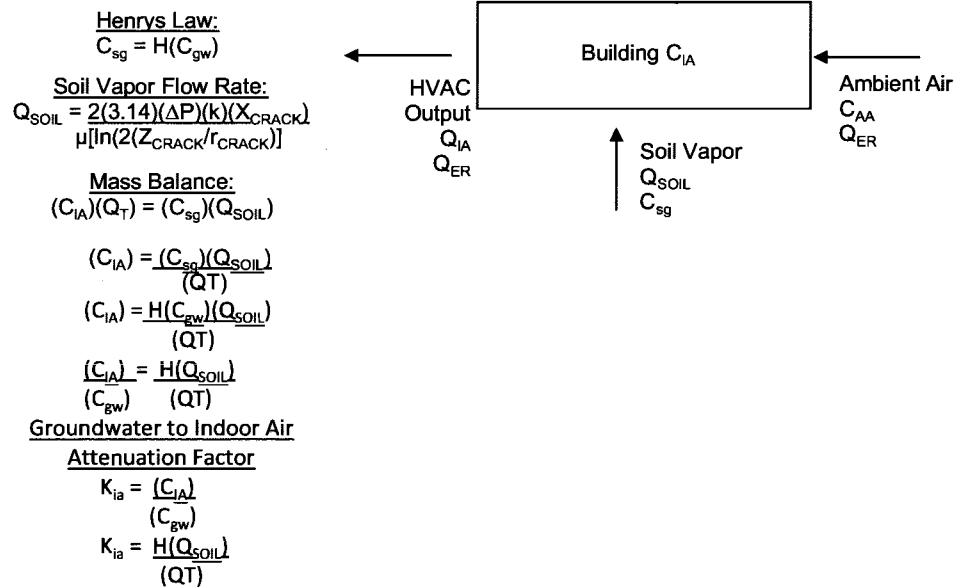 Henrys Law:
C_sg = H(C_gw)
Soil Vapor Flow Rate:
Q_SOIL = 2(3.14)(ΔP)(k)(X_CRACK)
μ[ln(2(Z_CRACK/r_CRACK)]
Mass Balance:
(C_IA)(Q_T) = (C_sg)(Q_SOIL)
(C_IA) = (C_sg)(Q_SOIL)
(QT)
(C_IA) = H(C_gw)(Q_SOIL)
(QT)
(C_IA) = H(Q_SOIL)
(C_gw) (QT)
Groundwater to Indoor Air
Attenuation Factor
K_ia = (C_IA)
(C_gw)
K_ia = H(Q_SOIL)
(QT)
Building C_IA
HVAC
Output
Q_IA
Q_ER
Soil Vapor
Q_SOIL
C_sg
Ambient Air
C_AA
Q_ER